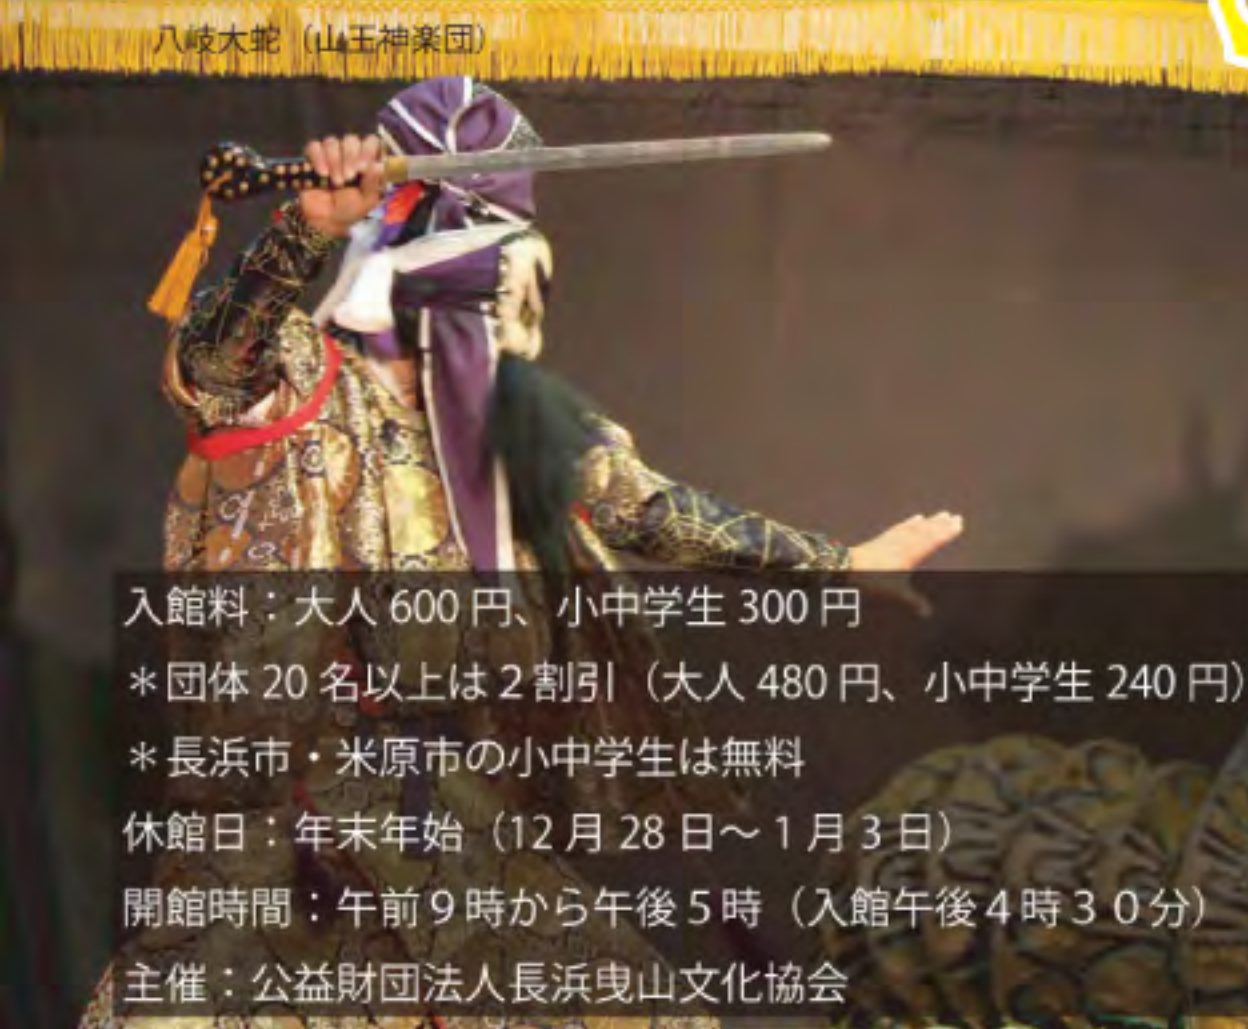 八岐大蛇（山王神楽団）
入館料：大人 600 円、小中学生 300 円
＊団体 20 名以上は２割引（大人 480 円、小中学生 240 円）
＊長浜市・米原市の小中学生は無料
休館日：年末年始（12 月 28 日～１月３日）
開館時間：午前９時から午後５時（入館午後４時３０分）
主催：公益財団法人長浜曳山文化協会